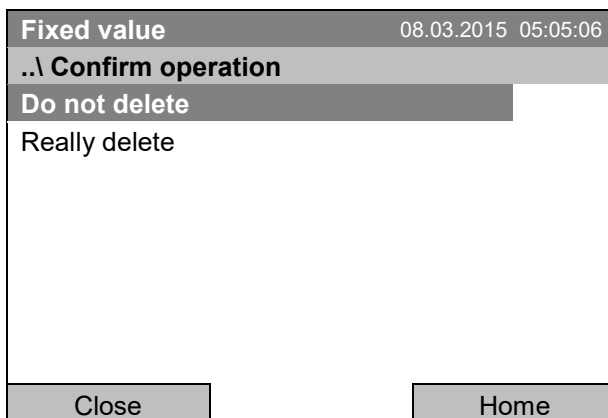 Fixed value 08.03.2015 05:05:06
..\ Confirm operation
Do not delete
Really delete
Close Home